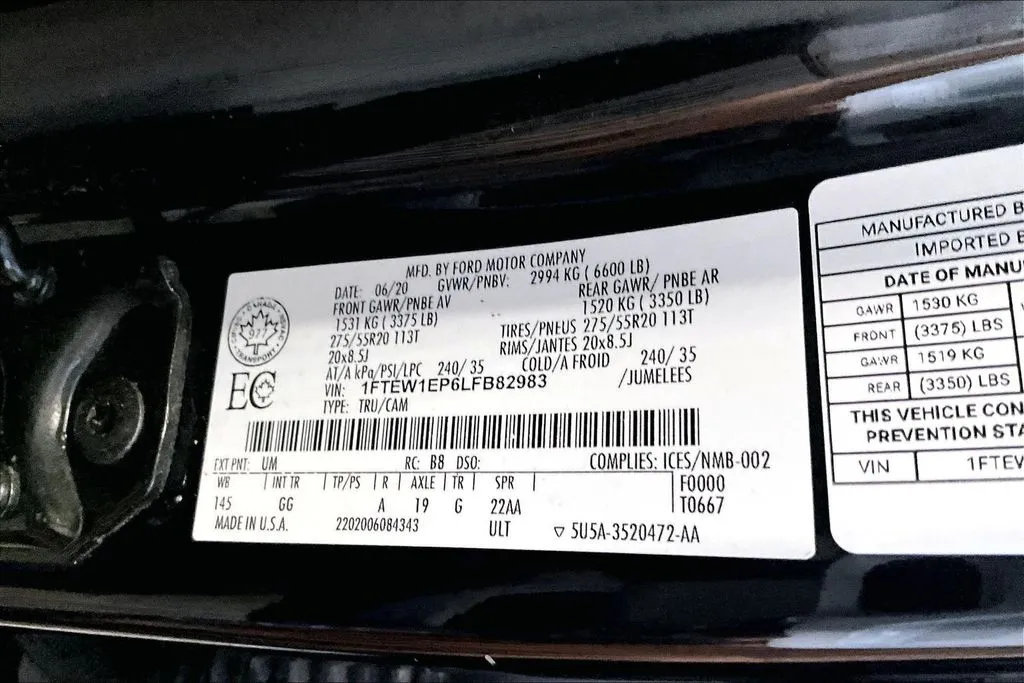 MFD. BY FORD MOTOR COMPANY
DATE: 06/20 GVWR/PNBV: 2994 KG ( 6600 LB)
FRONT GAWR/PNBE AV REAR GAWR/ PNBE AR
1531 KG ( 3375 LB) 1520 KG ( 3350 LB)
275/55R20 113T TIRES/PNEUS 275/55R20 113T
20x8.5J RIMS/JANTES 20x8.5J
AT/A kPa/PSI/LPC 240/ 35 COLD/A FROID 240/ 35
VIN: 1FTEW1EP6LFB82983 /JUMELEES
TYPE: TRU/CAM
CANADA
TRANSPORT
977
EC
EXT PNT: UM RC: B8 DSO: COMPLIES: ICES/NMB-002
WB INT TR TP/PS R AXLE TR SPR F0000
145 GG A 19 G 22AA T0667
MADE IN U.S.A. 2202006084343 ULT ▽ 5U5A-3520472-AA
MANUFACTURED B
IMPORTED B
DATE OF MANU
GAWR 1530 KG
FRONT (3375) LBS
GAWR 1519 KG
REAR (3350) LBS
THIS VEHICLE CON
PREVENTION STA
VIN 1FTEV